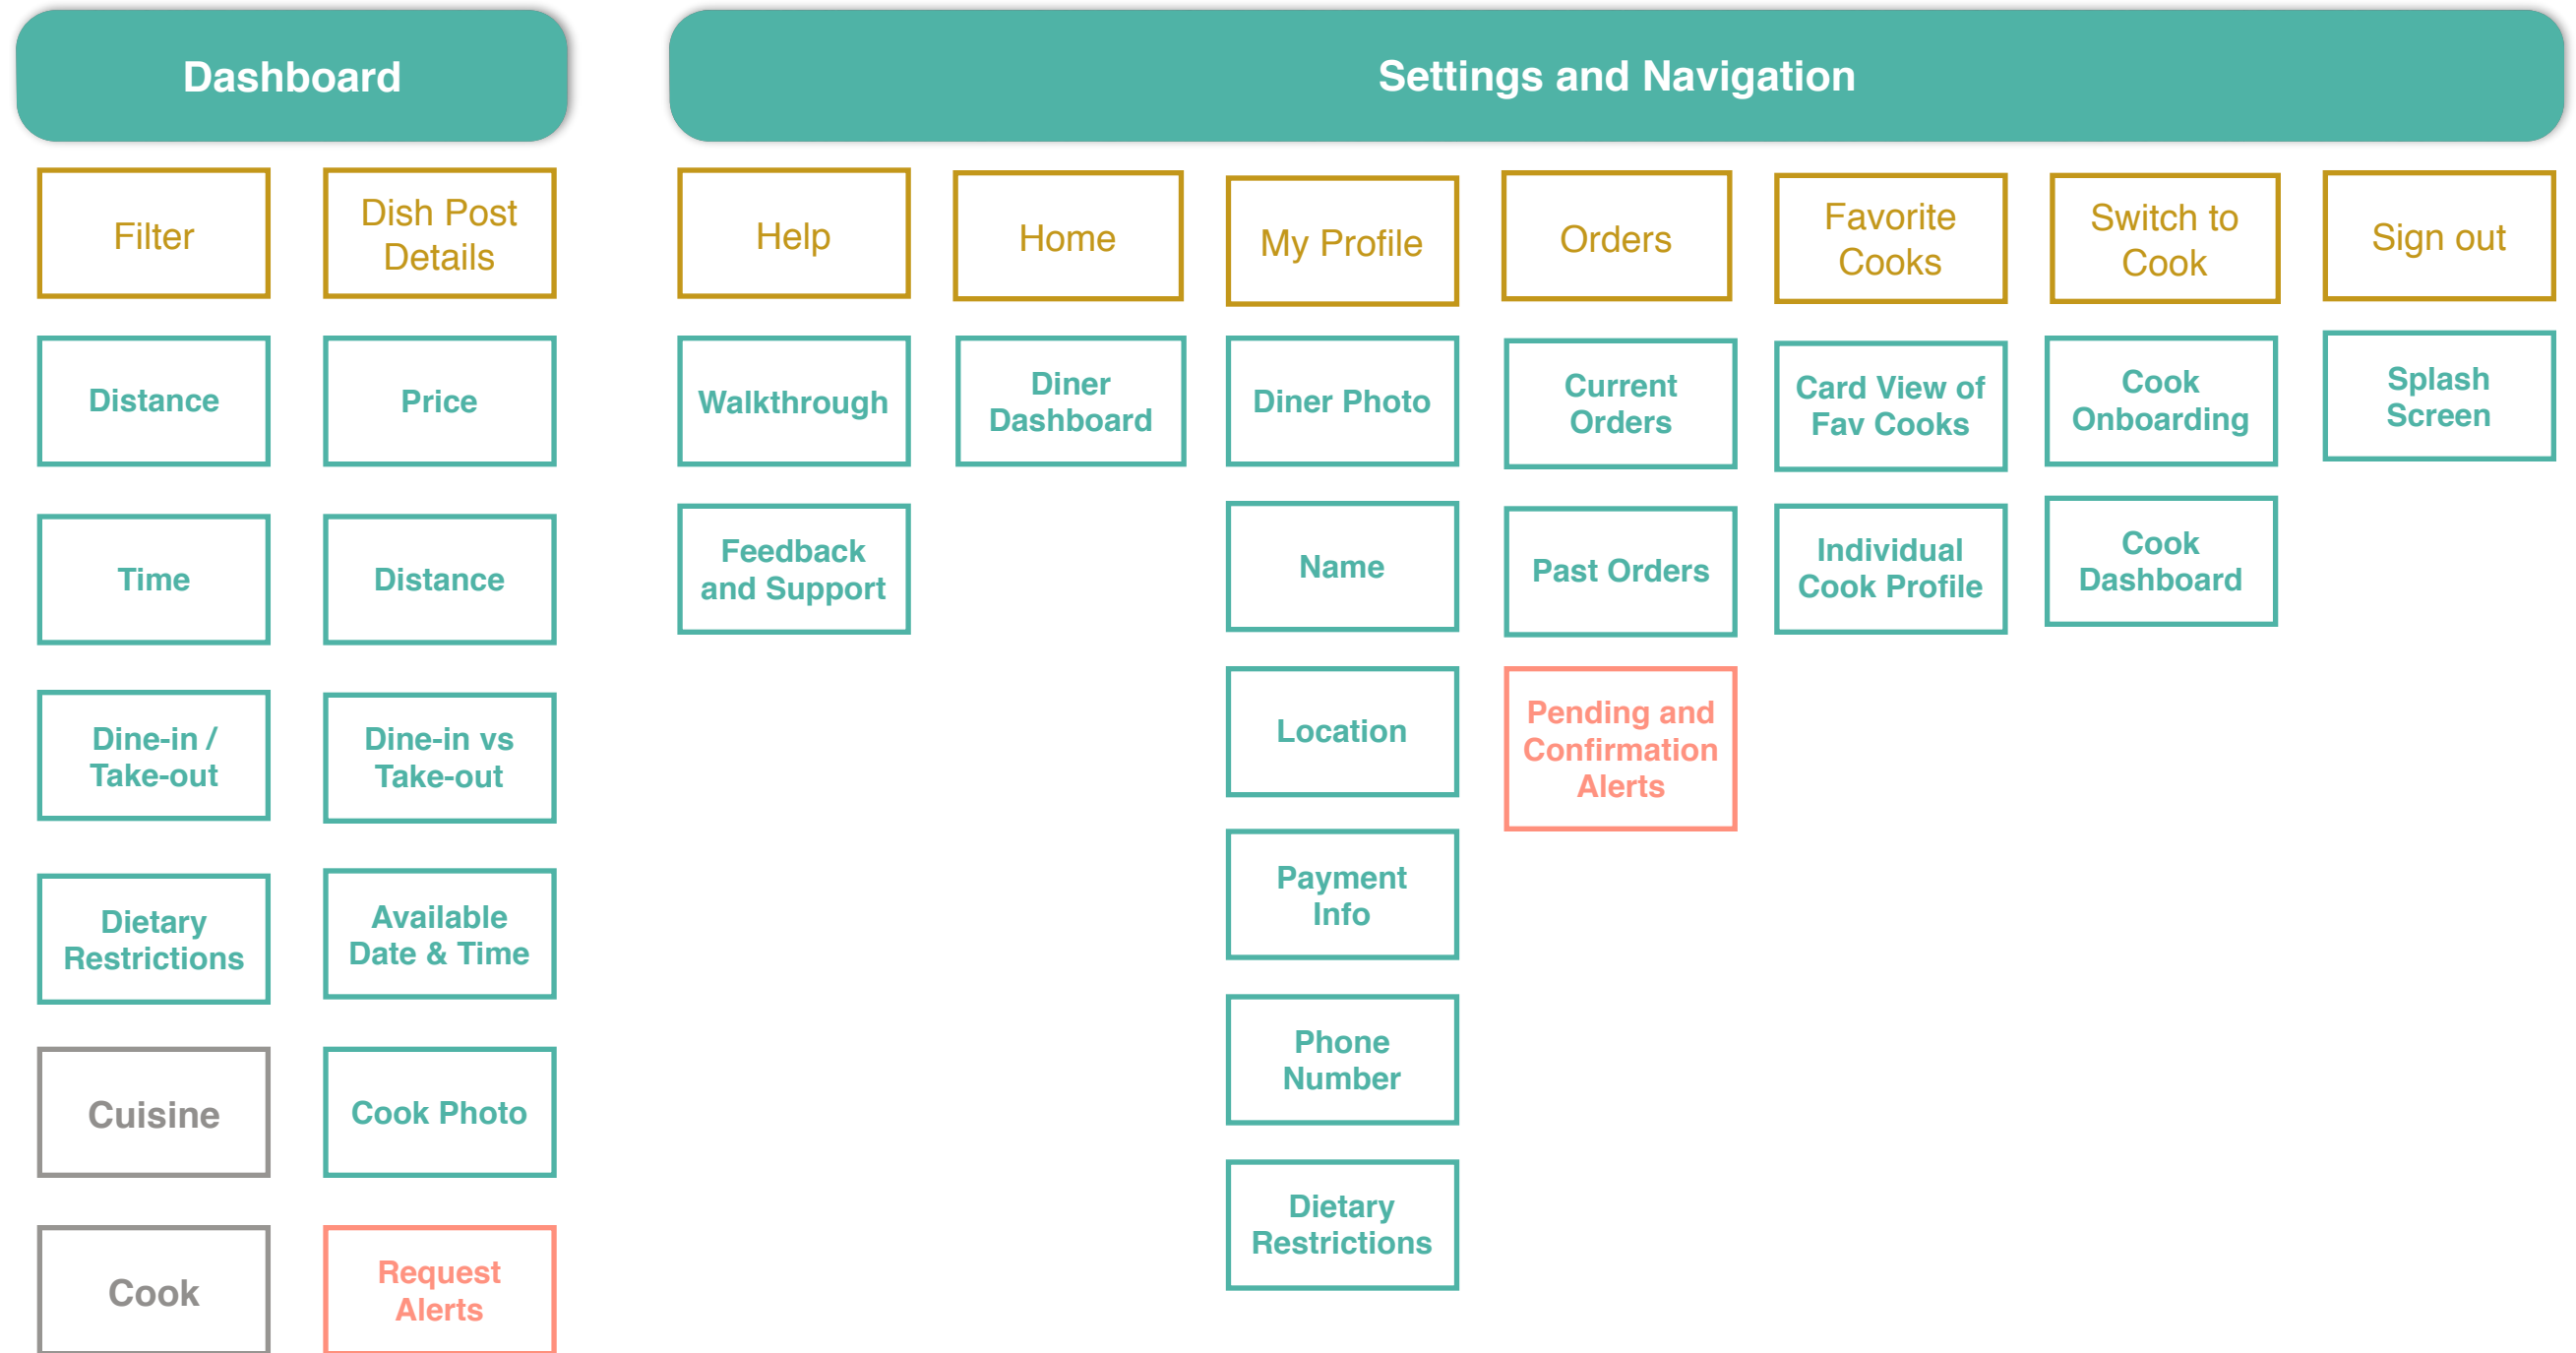 Dashboard
Settings and Navigation
Filter
Dish Post
Details
Help
Home
My Profile
Orders
Favorite
Cooks
Switch to
Cook
Sign out
Distance
Price
Walkthrough
Diner
Dashboard
Diner Photo
Current
Orders
Card View of
Fav Cooks
Cook
Onboarding
Splash
Screen
Time
Distance
Feedback
and Support
Name
Past Orders
Individual
Cook Profile
Cook
Dashboard
Dine-in /
Take-out
Dine-in vs
Take-out
Location
Pending and
Confirmation
Alerts
Dietary
Restrictions
Available
Date & Time
Payment
Info
Cuisine
Cook Photo
Phone
Number
Cook
Request
Alerts
Dietary
Restrictions